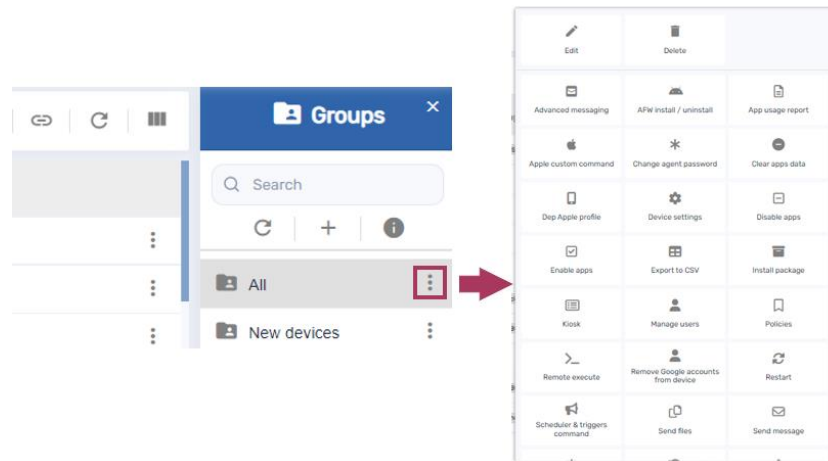 Groups
×
Search
All
New devices
Edit
Delete
Advanced messaging
AFW install / uninstall
App usage report
Apple custom command
Change agent password
Clear apps data
Dep Apple profile
Device settings
Disable apps
Enable apps
Export to CSV
Install package
Kiosk
Manage users
Policies
Remote execute
Remove Google accounts
from device
Restart
Scheduler & triggers
command
Send files
Send message